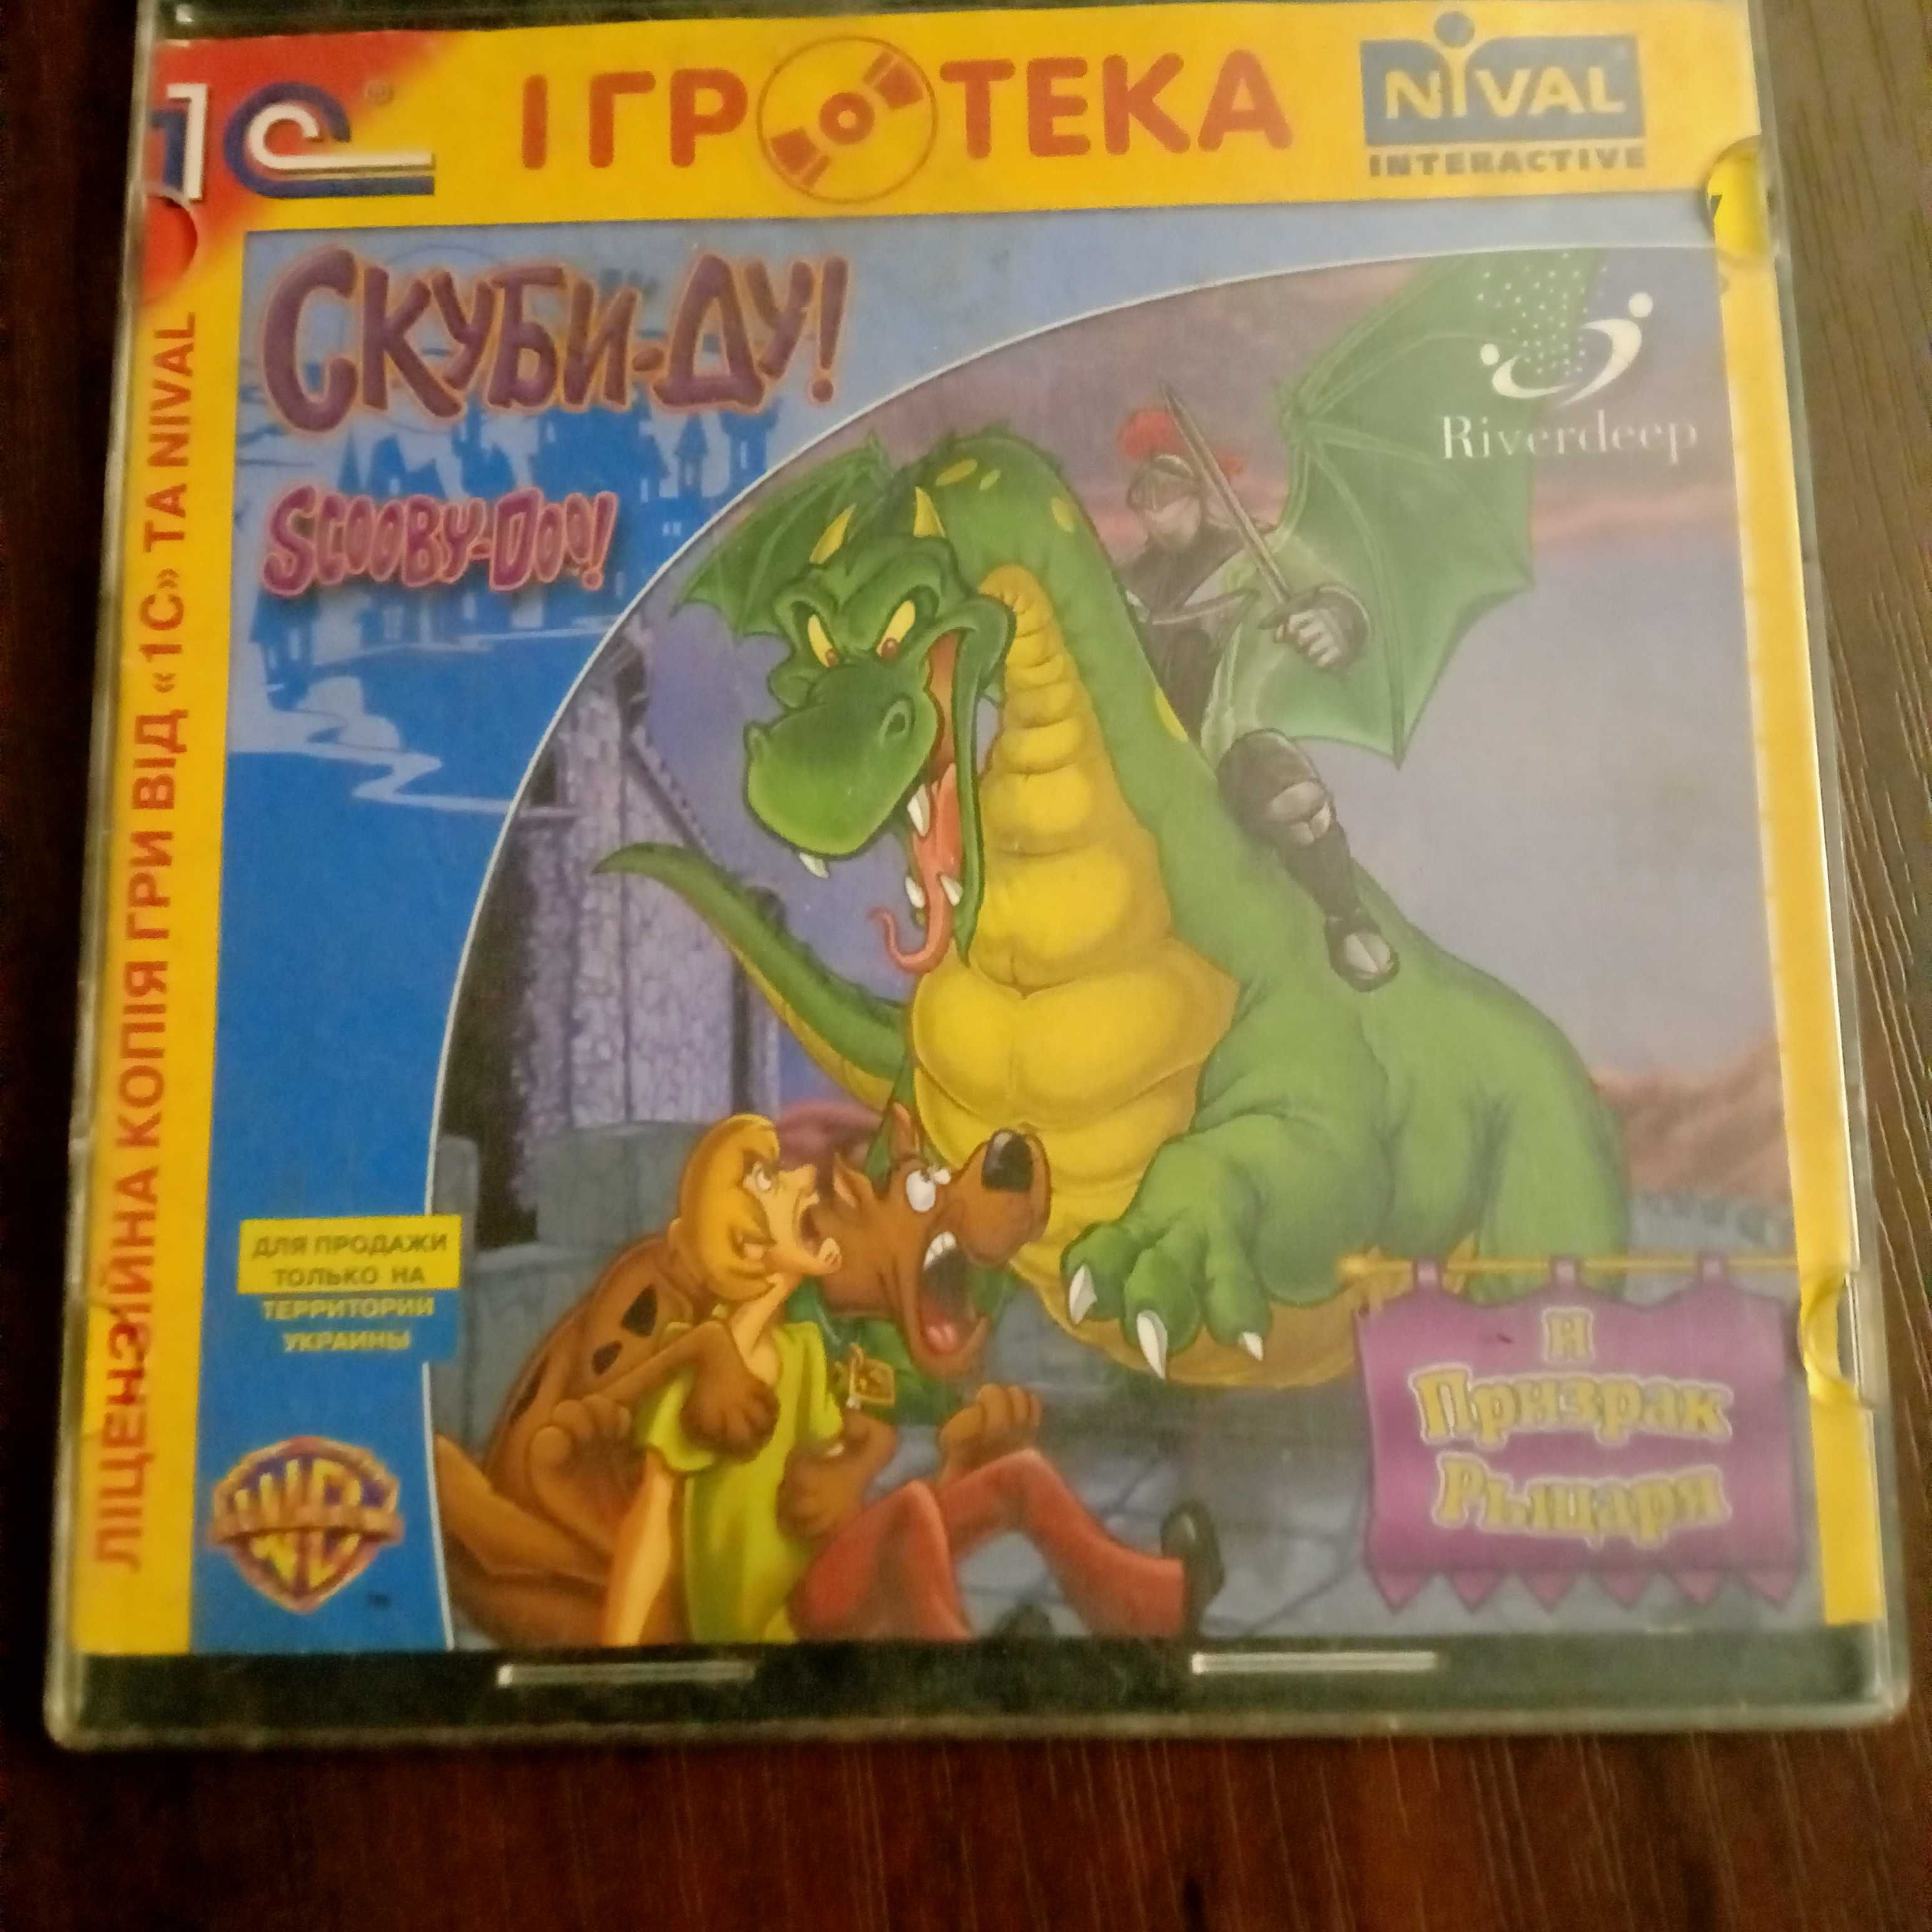 1С®
ІГРОТЕКА
NIVAL
INTERACTIVE
СКУБИ-ДУ!
SCOOBY-DOO!
Riverdeep
ЛІЦЕНЗІЙНА КОПІЯ ГРИ ВІД «1С» ТА NIVAL
ДЛЯ ПРОДАЖИ
ТОЛЬКО НА
ТЕРРИТОРИИ
УКРАИНЫ
И
Призрак
Рыцаря
WB
™